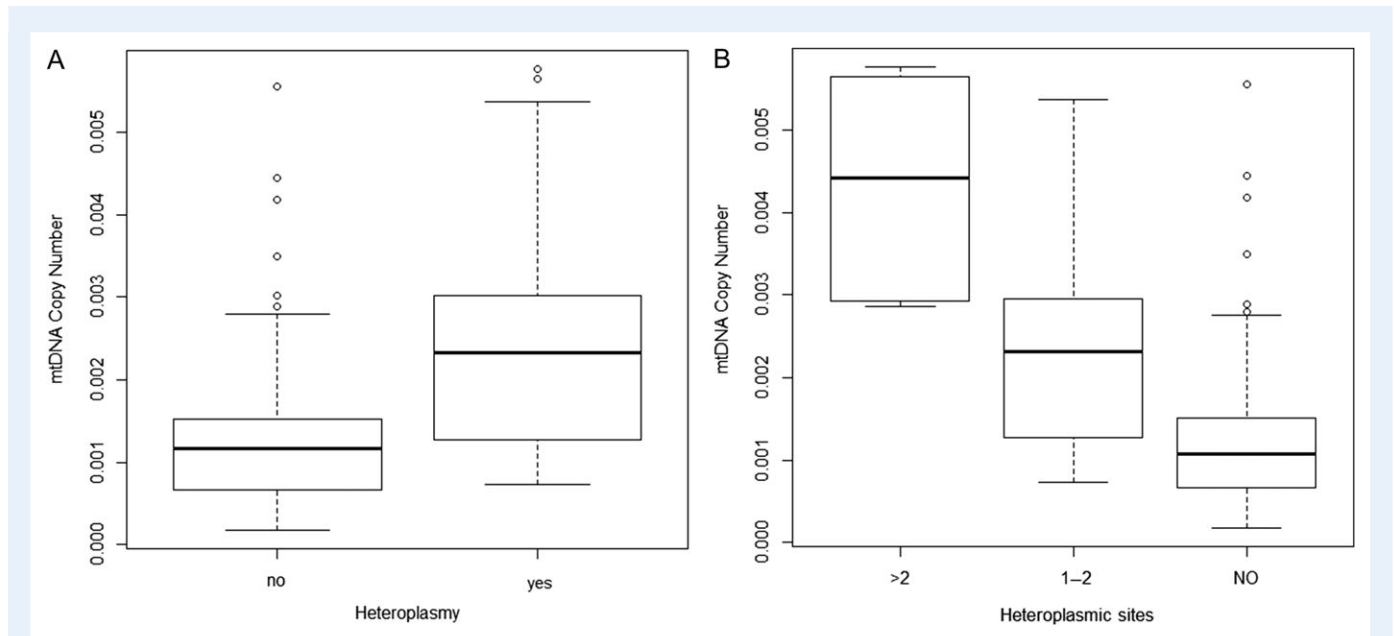 A
mtDNA Copy Number
0.005
0.004
0.003
0.002
0.001
0.000
no
yes
Heteroplasmy
B
mtDNA Copy Number
0.005
0.004
0.003
0.002
0.001
0.000
>2
1–2
NO
Heteroplasmic sites